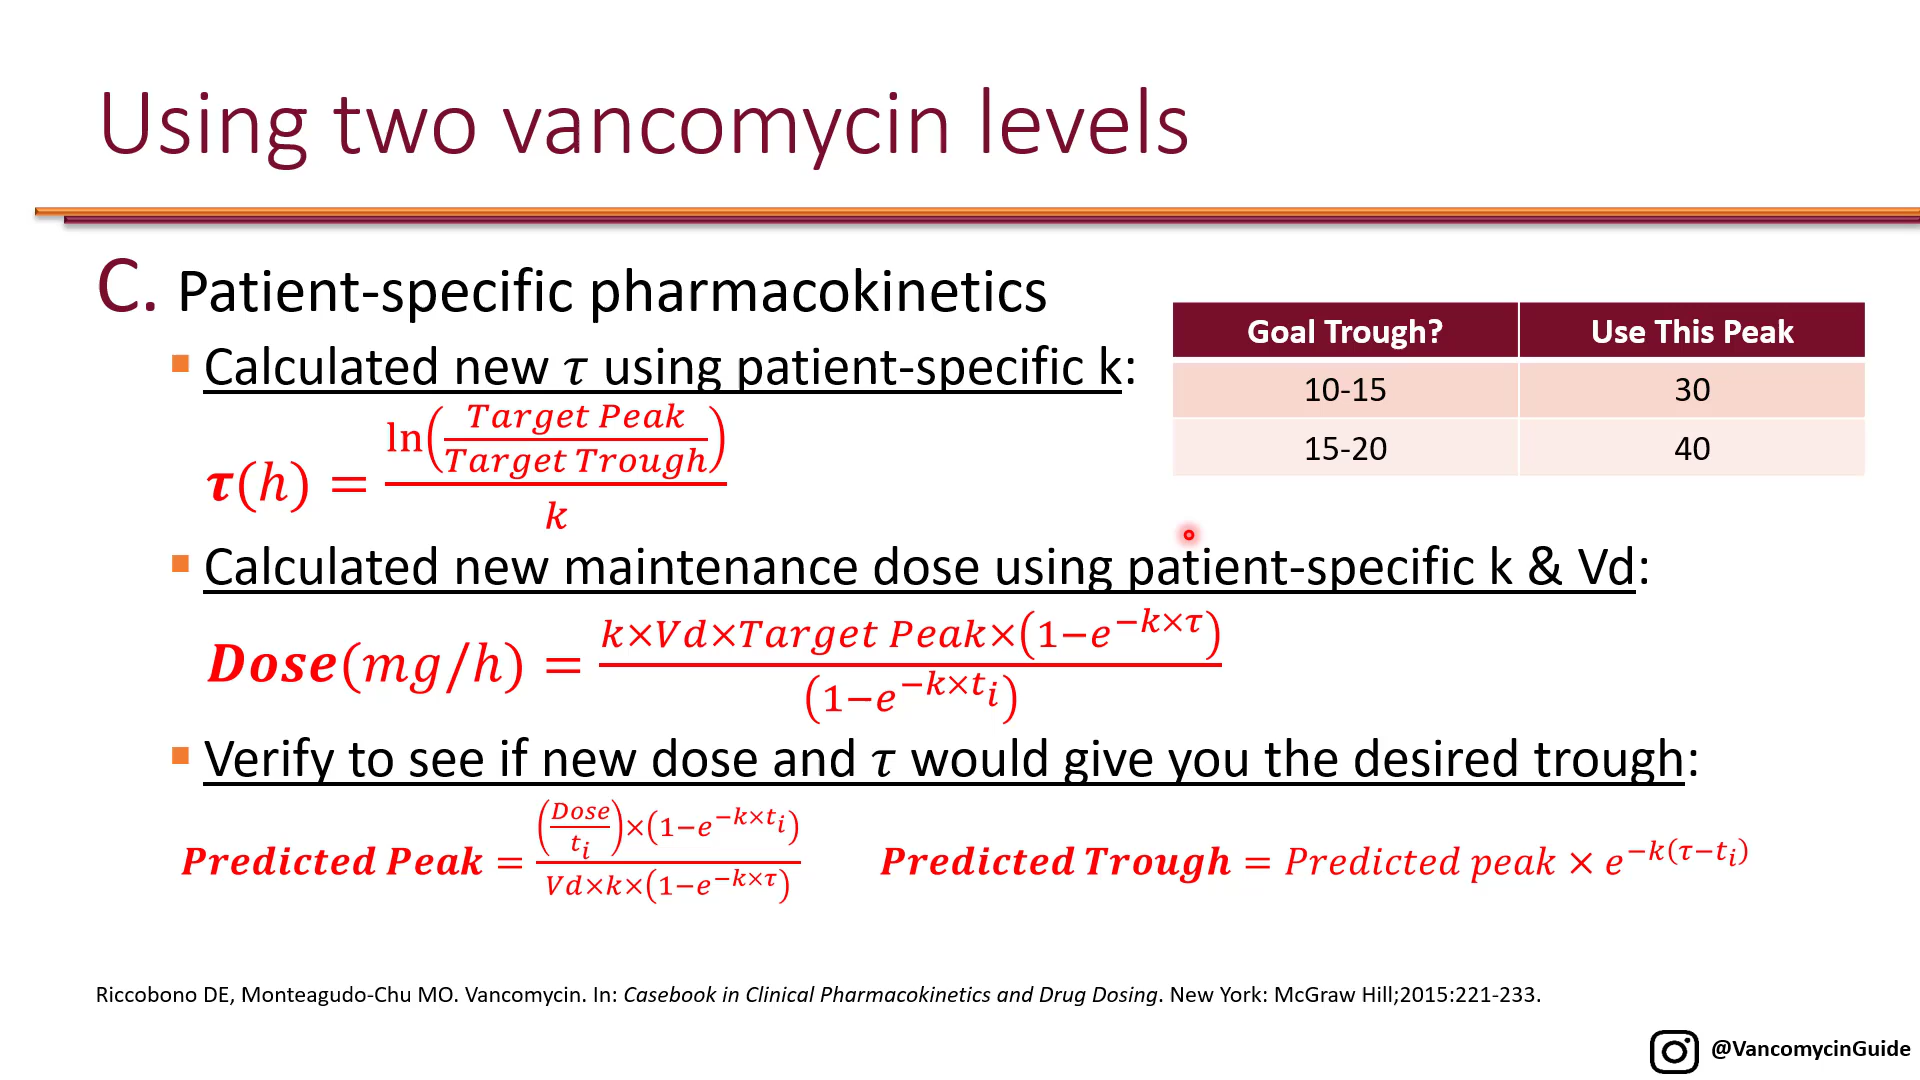 Using two vancomycin levels
C. Patient-specific pharmacokinetics
Calculated new τ using patient-specific k:
τ(h) = ln(Target Peak / Target Trough) / k
Goal Trough? Use This Peak
10-15 30
15-20 40
Calculated new maintenance dose using patient-specific k & Vd:
Dose(mg/h) = k×Vd×Target Peak×(1−e^{−k×τ}) / (1−e^{−k×t_i})
Verify to see if new dose and τ would give you the desired trough:
Predicted Peak = (Dose / t_i)×(1−e^{−k×t_i}) / Vd×k×(1−e^{−k×τ})
Predicted Trough = Predicted peak × e^{−k(τ−t_i)}
Riccobono DE, Monteagudo-Chu MO. Vancomycin. In: Casebook in Clinical Pharmacokinetics and Drug Dosing. New York: McGraw Hill;2015:221-233.
@VancomycinGuide